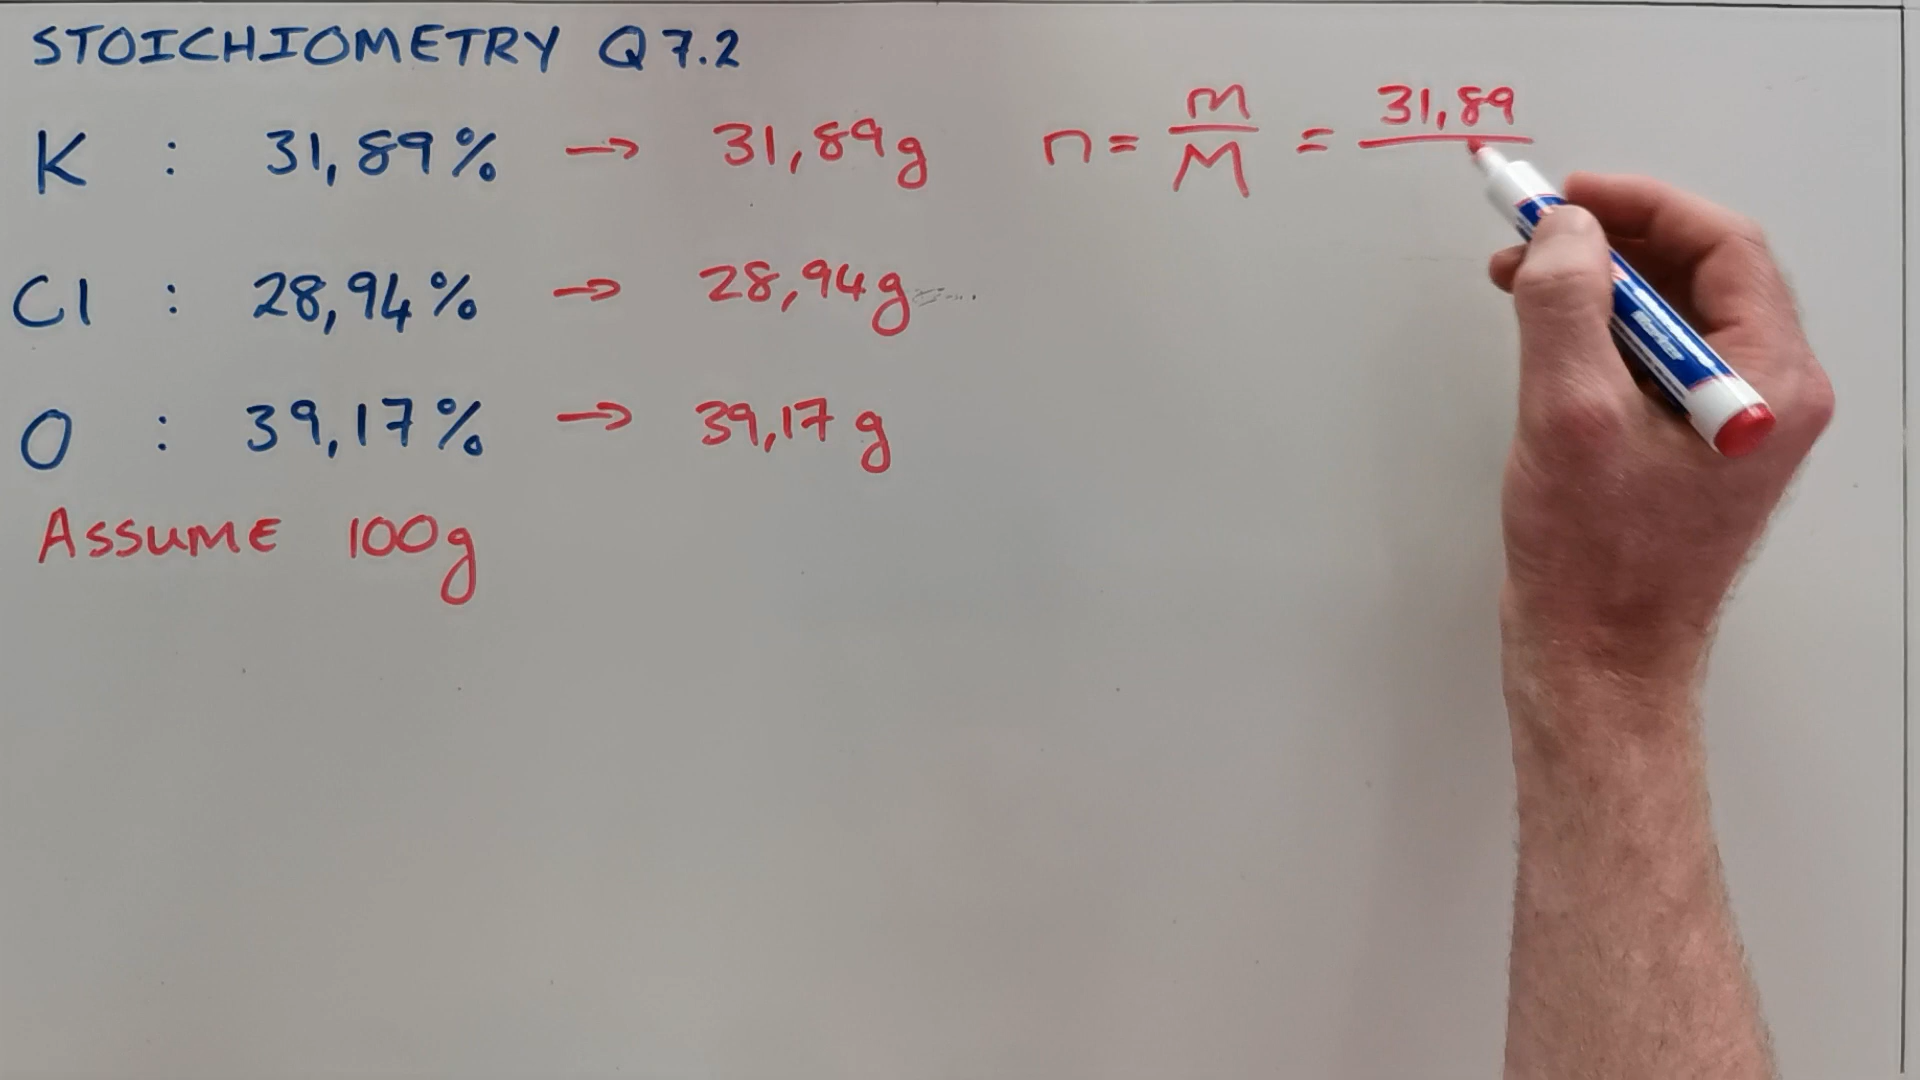 STOICHIOMETRY Q7.2
K : 31,89% → 31,89g n = m/M = 31,89
Cl : 28,94% → 28,94g
O : 39,17% → 39,17g
ASSUME 100g